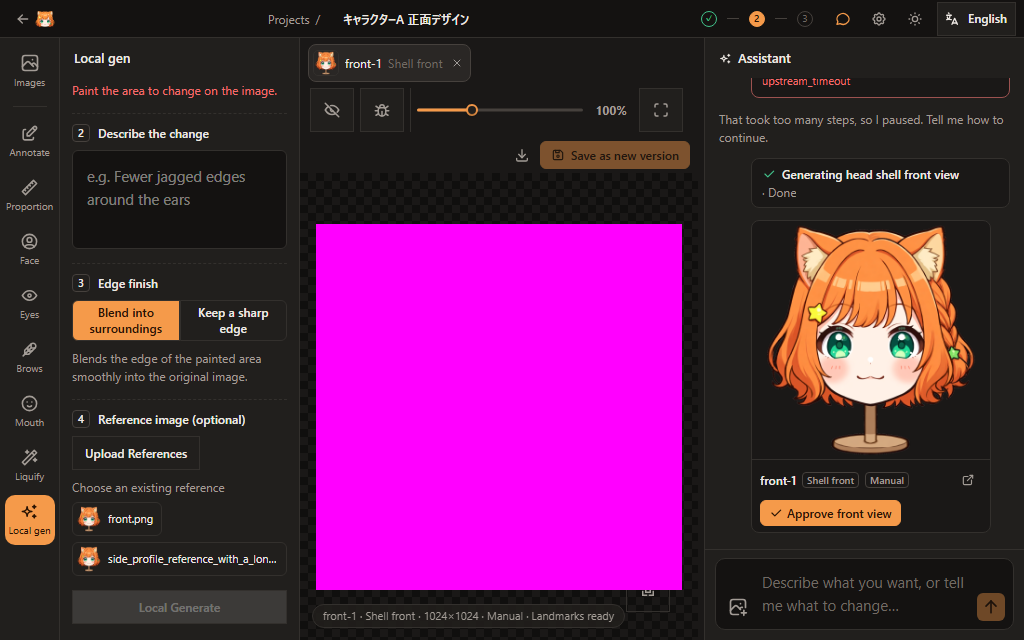 Projects /
キャラクターA 正面デザイン
2
3
English
Images
Annotate
Proportion
Face
Eyes
Brows
Mouth
Liquify
Local gen
Local gen
Paint the area to change on the image.
2 Describe the change
e.g. Fewer jagged edges
around the ears
3 Edge finish
Blend into
surroundings
Keep a sharp
edge
Blends the edge of the painted area
smoothly into the original image.
4 Reference image (optional)
Upload References
Choose an existing reference
front.png
side_profile_reference_with_a_lon...
Local Generate
front-1 Shell front
100%
Save as new version
front-1 · Shell front · 1024×1024 · Manual · Landmarks ready
Assistant
upstream_timeout
That took too many steps, so I paused. Tell me how to
continue.
Generating head shell front view
· Done
front-1 Shell front Manual
Approve front view
Describe what you want, or tell
me what to change...